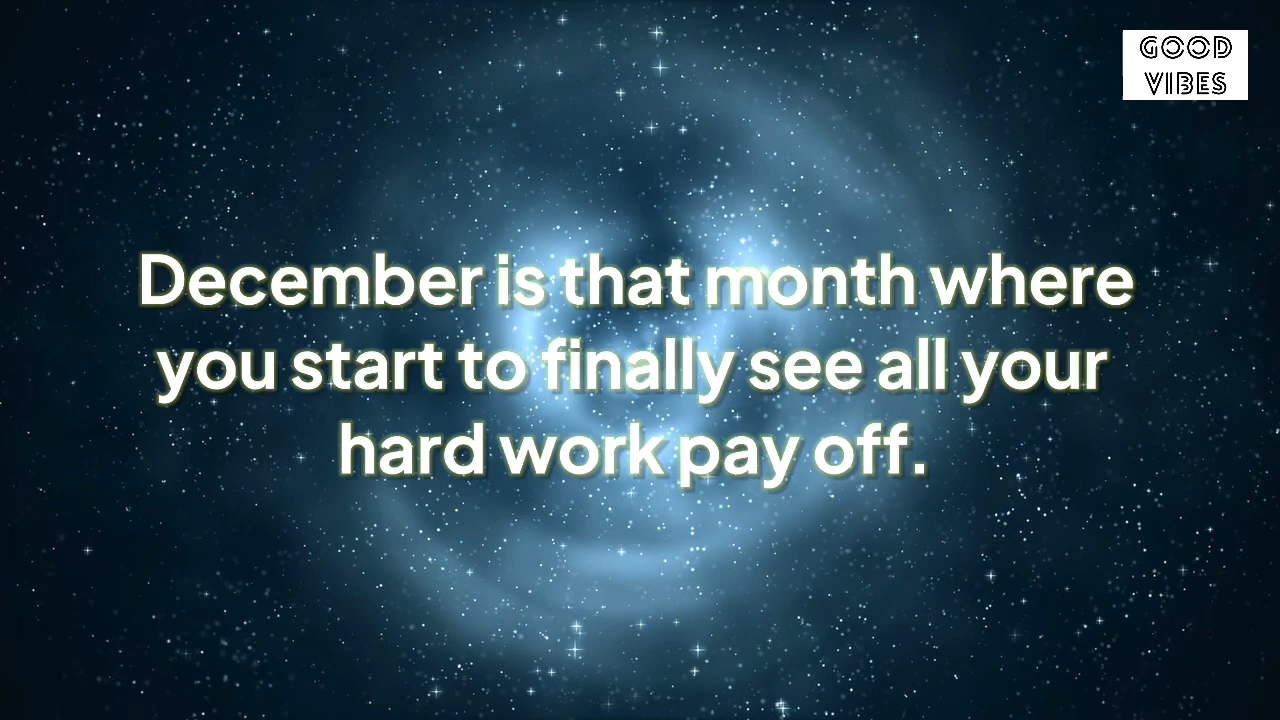 GOOD
VIBES
December is that month where
you start to finally see all your
hard work pay off.